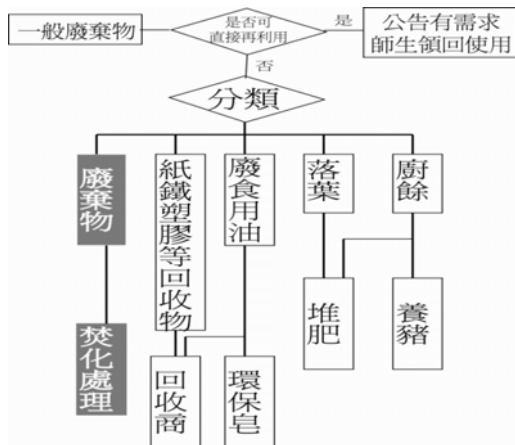 一般廢棄物
是否可
直接再利用
是
公告有需求
師生領回使用
否
分類
廢棄物
紙鐵塑膠等回收物
廢食用油
落葉
廚餘
焚化處理
回收商
環保皂
堆肥
養豬